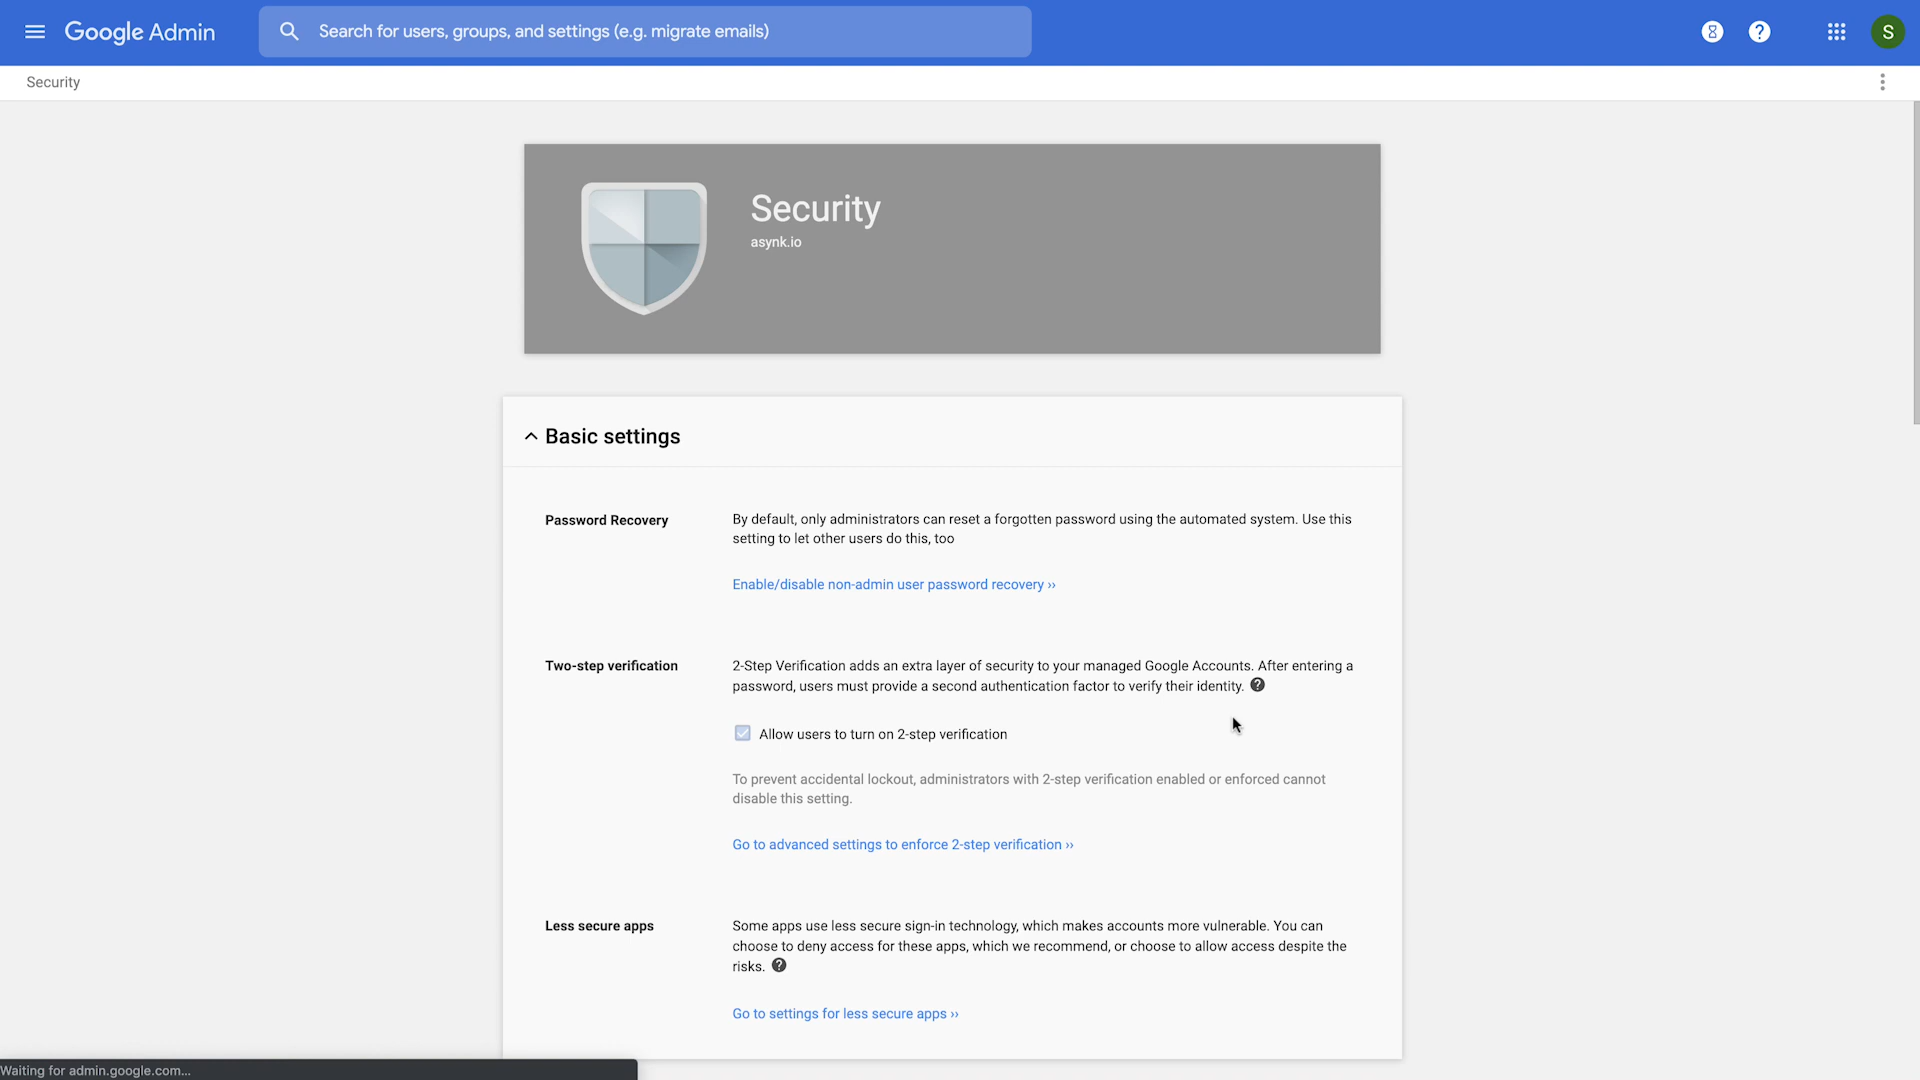 Google Admin
Search for users, groups, and settings (e.g. migrate emails)
S
Security
Security
asynk.io
Basic settings
Password Recovery
By default, only administrators can reset a forgotten password using the automated system. Use this
setting to let other users do this, too
Enable/disable non-admin user password recovery ››
Two-step verification
2-Step Verification adds an extra layer of security to your managed Google Accounts. After entering a
password, users must provide a second authentication factor to verify their identity. ?
Allow users to turn on 2-step verification
To prevent accidental lockout, administrators with 2-step verification enabled or enforced cannot
disable this setting.
Go to advanced settings to enforce 2-step verification ››
Less secure apps
Some apps use less secure sign-in technology, which makes accounts more vulnerable. You can
choose to deny access for these apps, which we recommend, or choose to allow access despite the
risks. ?
Go to settings for less secure apps ››
Waiting for admin.google.com...